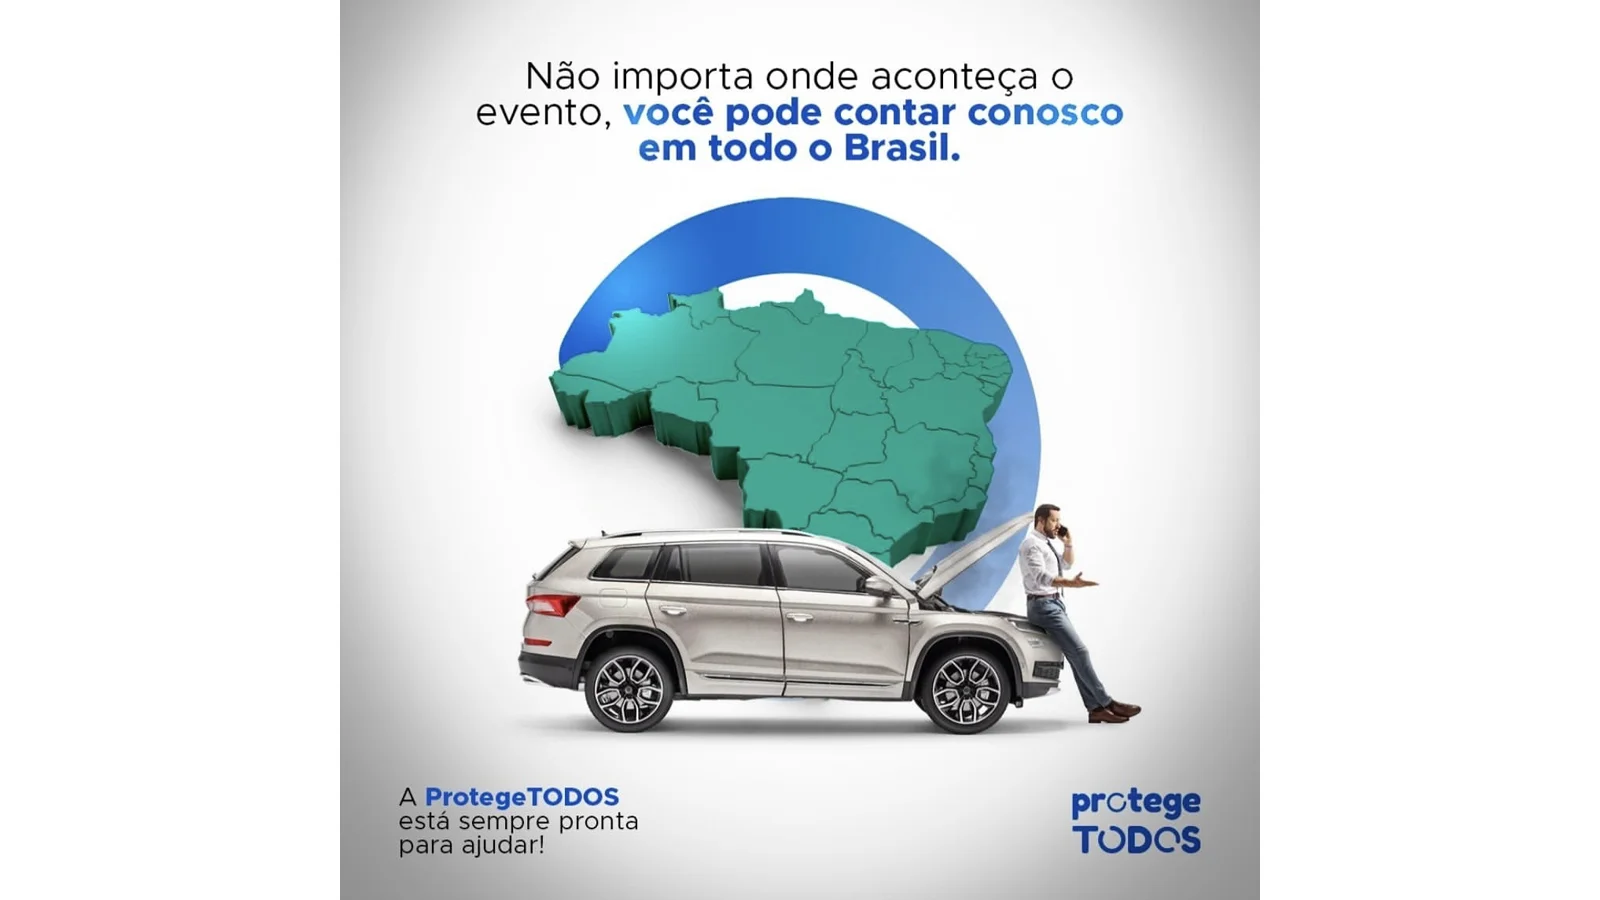 Não importa onde aconteça o
evento, você pode contar conosco
em todo o Brasil.
A ProtegeTODOS
está sempre pronta
para ajudar!
protege
TODOS